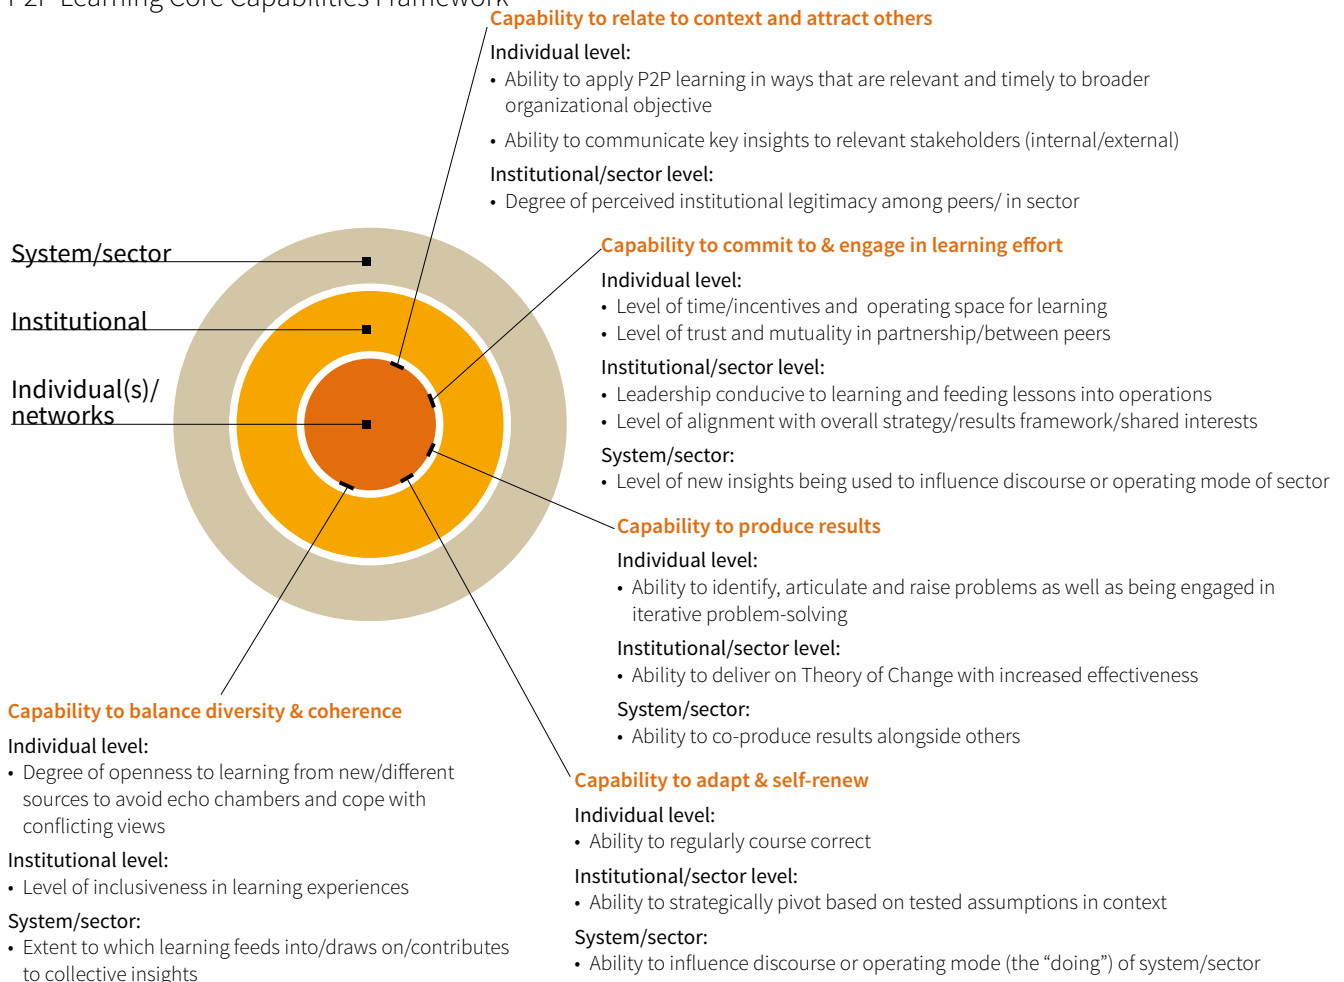 P2P Learning Core Capabilities Framework
Capability to relate to context and attract others
Individual level:
• Ability to apply P2P learning in ways that are relevant and timely to broader
organizational objective
• Ability to communicate key insights to relevant stakeholders (internal/external)
Institutional/sector level:
• Degree of perceived institutional legitimacy among peers/ in sector
System/sector
Institutional
Individual(s)/
networks
Capability to commit to & engage in learning effort
Individual level:
• Level of time/incentives and operating space for learning
• Level of trust and mutuality in partnership/between peers
Institutional/sector level:
• Leadership conducive to learning and feeding lessons into operations
• Level of alignment with overall strategy/results framework/shared interests
System/sector:
• Level of new insights being used to influence discourse or operating mode of sector
Capability to produce results
Individual level:
• Ability to identify, articulate and raise problems as well as being engaged in
iterative problem-solving
Institutional/sector level:
• Ability to deliver on Theory of Change with increased effectiveness
System/sector:
• Ability to co-produce results alongside others
Capability to balance diversity & coherence
Individual level:
• Degree of openness to learning from new/different
sources to avoid echo chambers and cope with
conflicting views
Institutional level:
• Level of inclusiveness in learning experiences
System/sector:
• Extent to which learning feeds into/draws on/contributes
to collective insights
Capability to adapt & self-renew
Individual level:
• Ability to regularly course correct
Institutional/sector level:
• Ability to strategically pivot based on tested assumptions in context
System/sector:
• Ability to influence discourse or operating mode (the “doing”) of system/sector